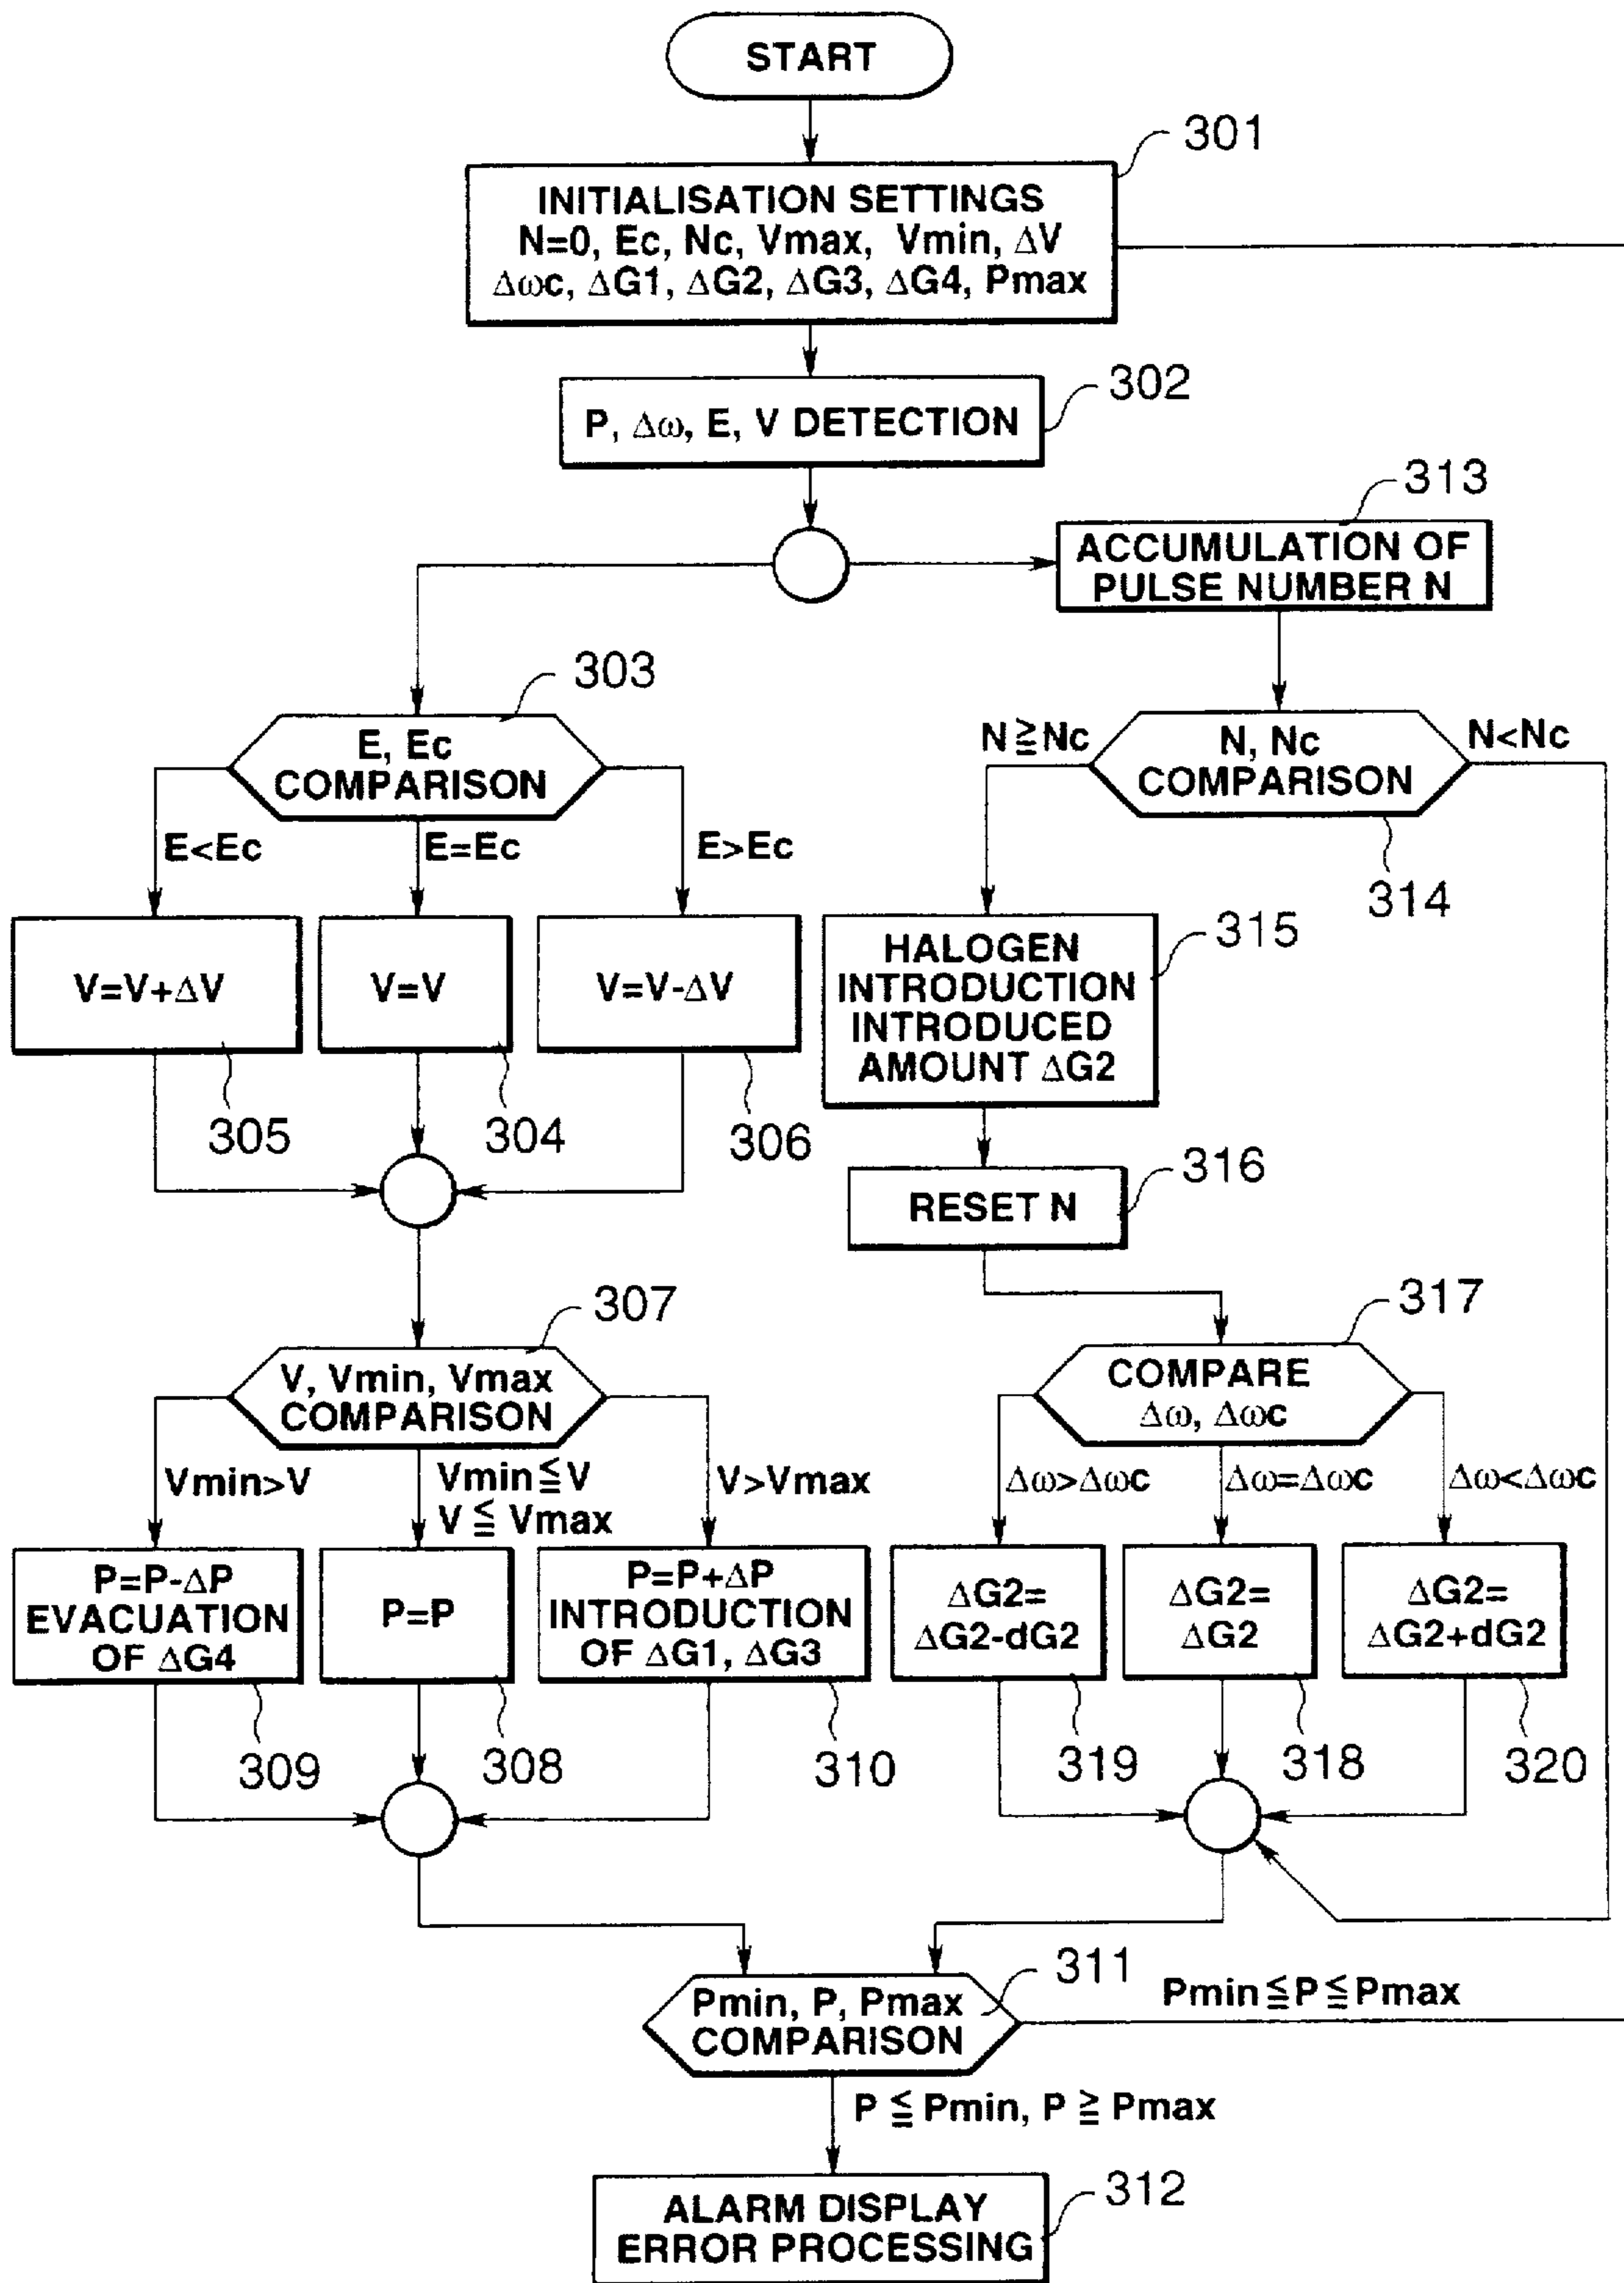 START
301
INITIALISATION SETTINGS
N=0, Ec, Nc, Vmax, Vmin, ΔV
Δωc, ΔG1, ΔG2, ΔG3, ΔG4, Pmax
302
P, Δω, E, V DETECTION
313
ACCUMULATION OF
PULSE NUMBER N
303
E, Ec
COMPARISON
E<Ec
E=Ec
E>Ec
N≧Nc
N, Nc
COMPARISON
N<Nc
314
V=V+ΔV
V=V
V=V-ΔV
305
304
306
315
HALOGEN
INTRODUCTION
INTRODUCED
AMOUNT ΔG2
316
RESET N
307
V, Vmin, Vmax
COMPARISON
Vmin>V
Vmin≦V
V≦Vmax
V>Vmax
317
COMPARE
Δω, Δωc
Δω>Δωc
Δω=Δωc
Δω<Δωc
P=P-ΔP
EVACUATION
OF ΔG4
P=P
P=P+ΔP
INTRODUCTION
OF ΔG1, ΔG3
ΔG2=
ΔG2-dG2
ΔG2=
ΔG2
ΔG2=
ΔG2+dG2
309
308
310
319
318
320
311
Pmin, P, Pmax
COMPARISON
Pmin≦P≦Pmax
P≦Pmin, P≧Pmax
312
ALARM DISPLAY
ERROR PROCESSING